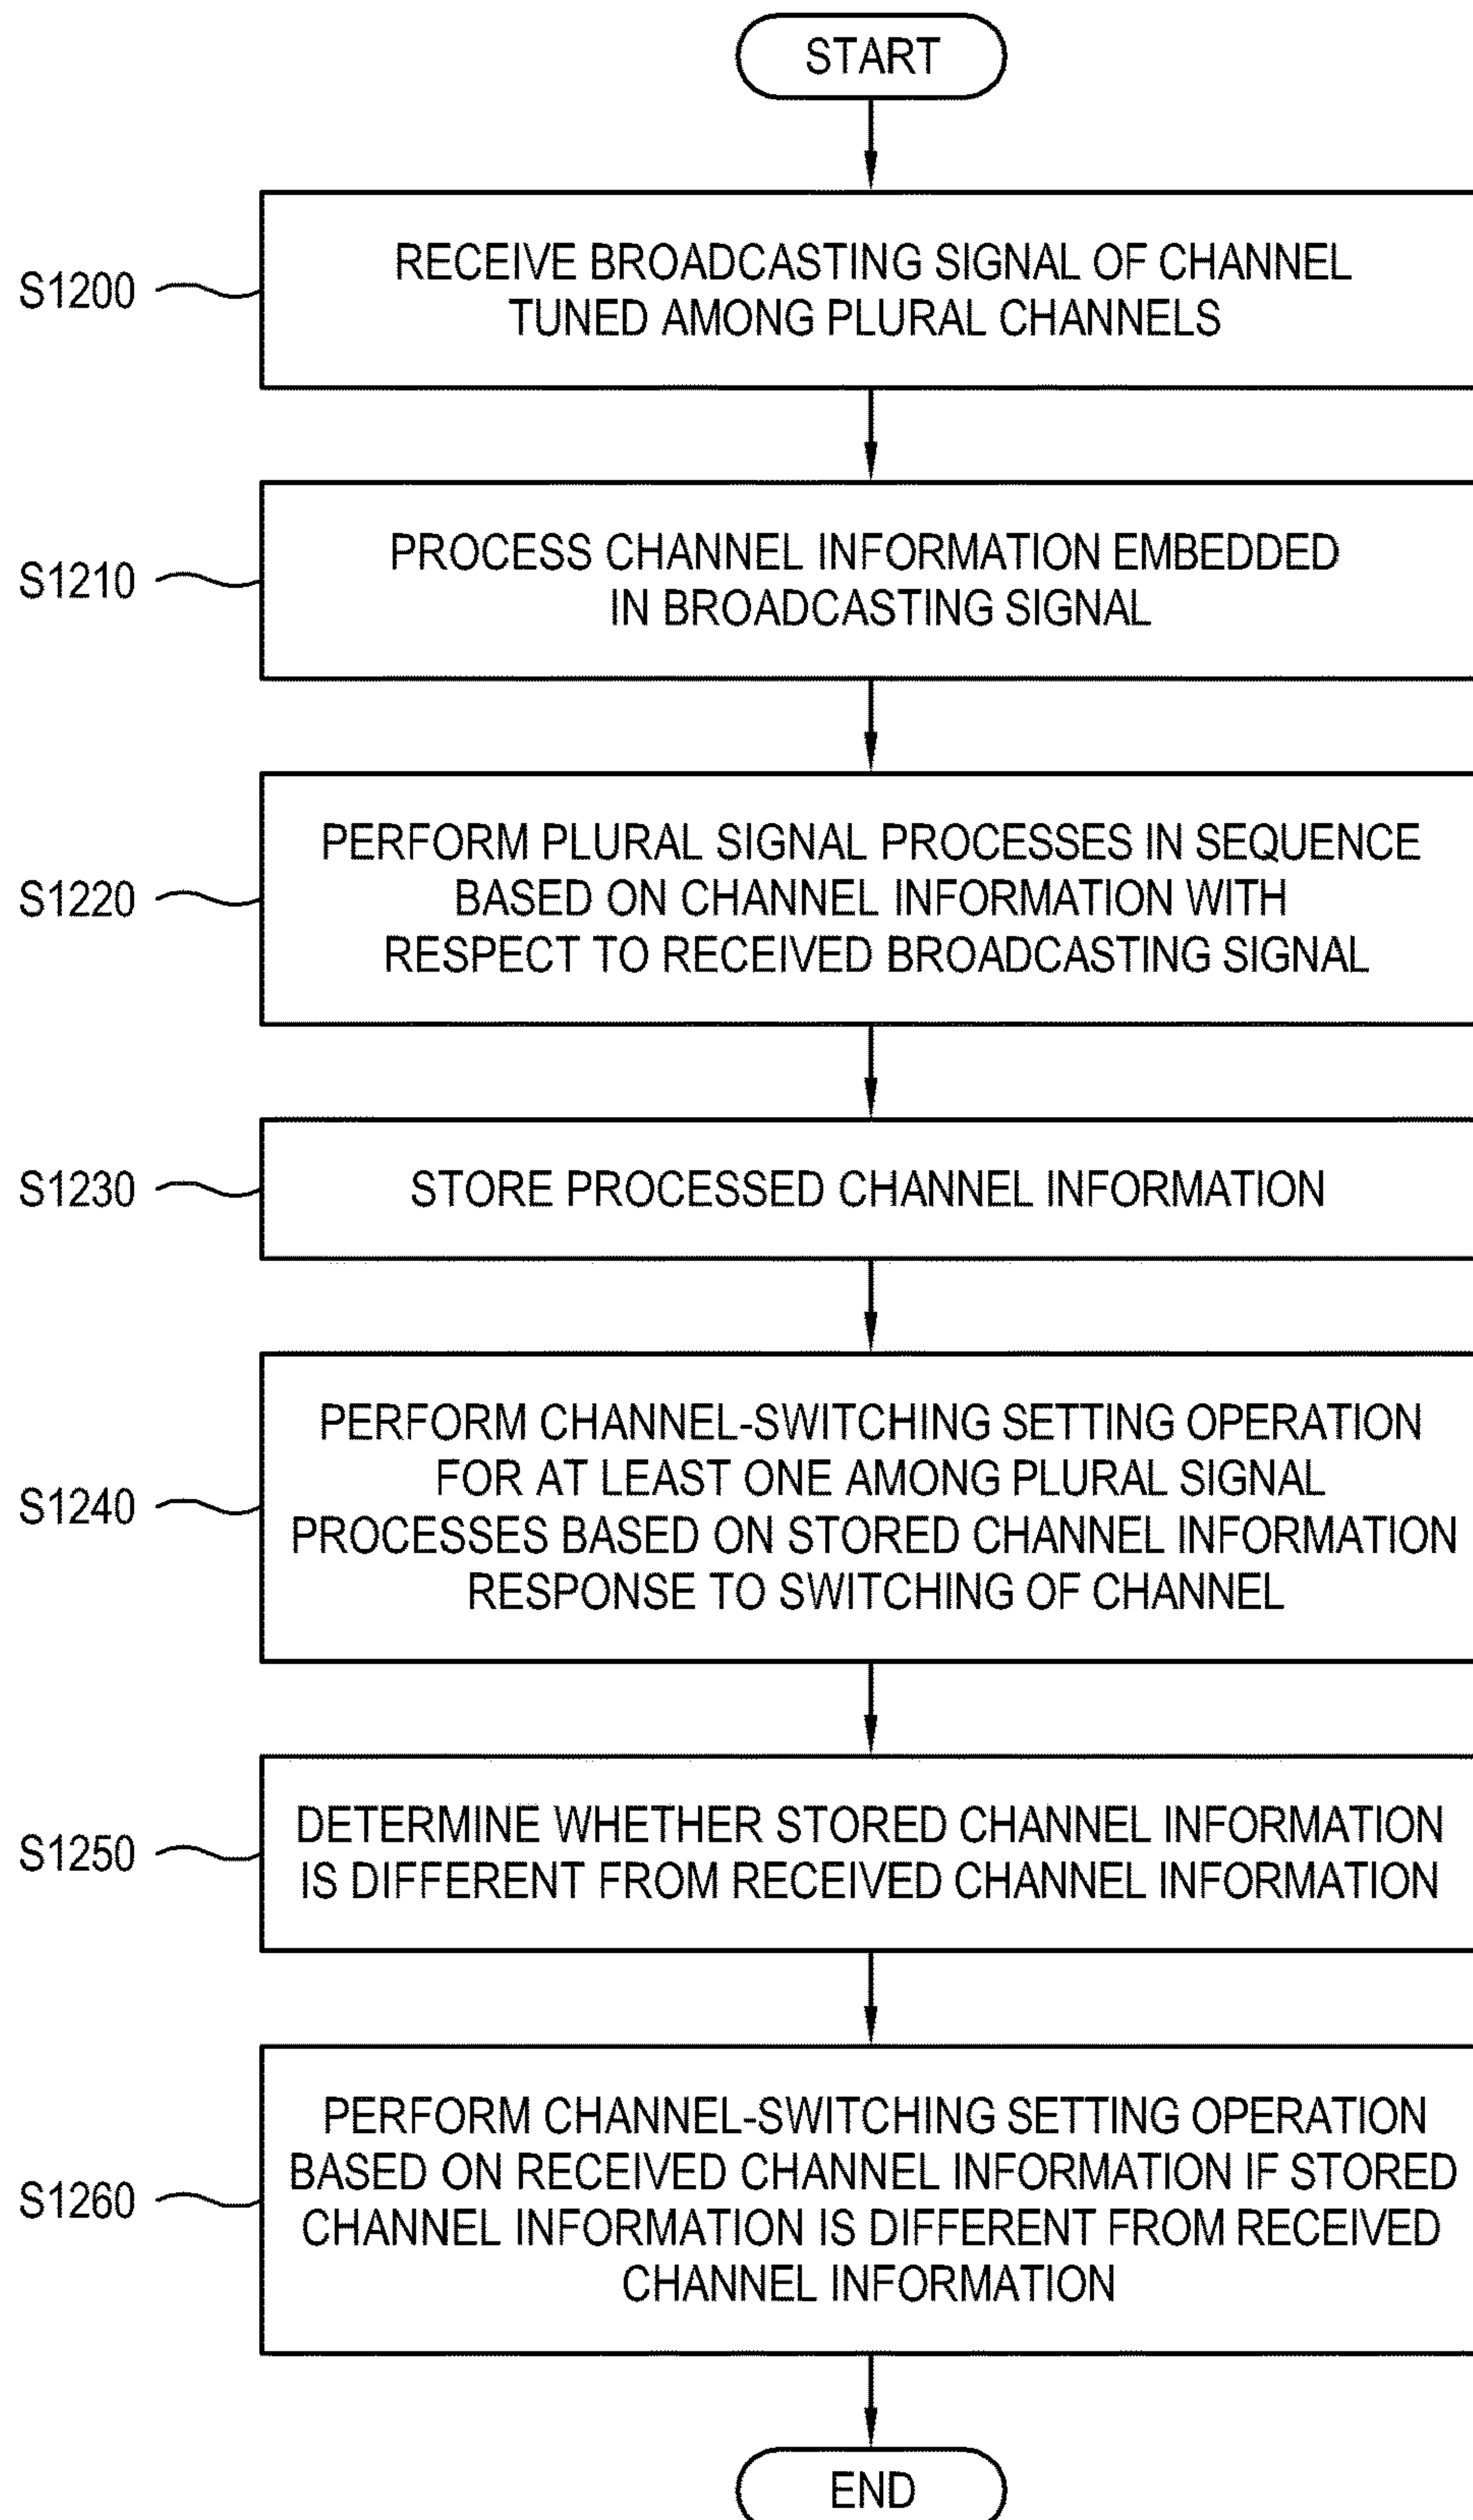 START
S1200
RECEIVE BROADCASTING SIGNAL OF CHANNEL
TUNED AMONG PLURAL CHANNELS
S1210
PROCESS CHANNEL INFORMATION EMBEDDED
IN BROADCASTING SIGNAL
S1220
PERFORM PLURAL SIGNAL PROCESSES IN SEQUENCE
BASED ON CHANNEL INFORMATION WITH
RESPECT TO RECEIVED BROADCASTING SIGNAL
S1230
STORE PROCESSED CHANNEL INFORMATION
S1240
PERFORM CHANNEL-SWITCHING SETTING OPERATION
FOR AT LEAST ONE AMONG PLURAL SIGNAL
PROCESSES BASED ON STORED CHANNEL INFORMATION
RESPONSE TO SWITCHING OF CHANNEL
S1250
DETERMINE WHETHER STORED CHANNEL INFORMATION
IS DIFFERENT FROM RECEIVED CHANNEL INFORMATION
S1260
PERFORM CHANNEL-SWITCHING SETTING OPERATION
BASED ON RECEIVED CHANNEL INFORMATION IF STORED
CHANNEL INFORMATION IS DIFFERENT FROM RECEIVED
CHANNEL INFORMATION
END